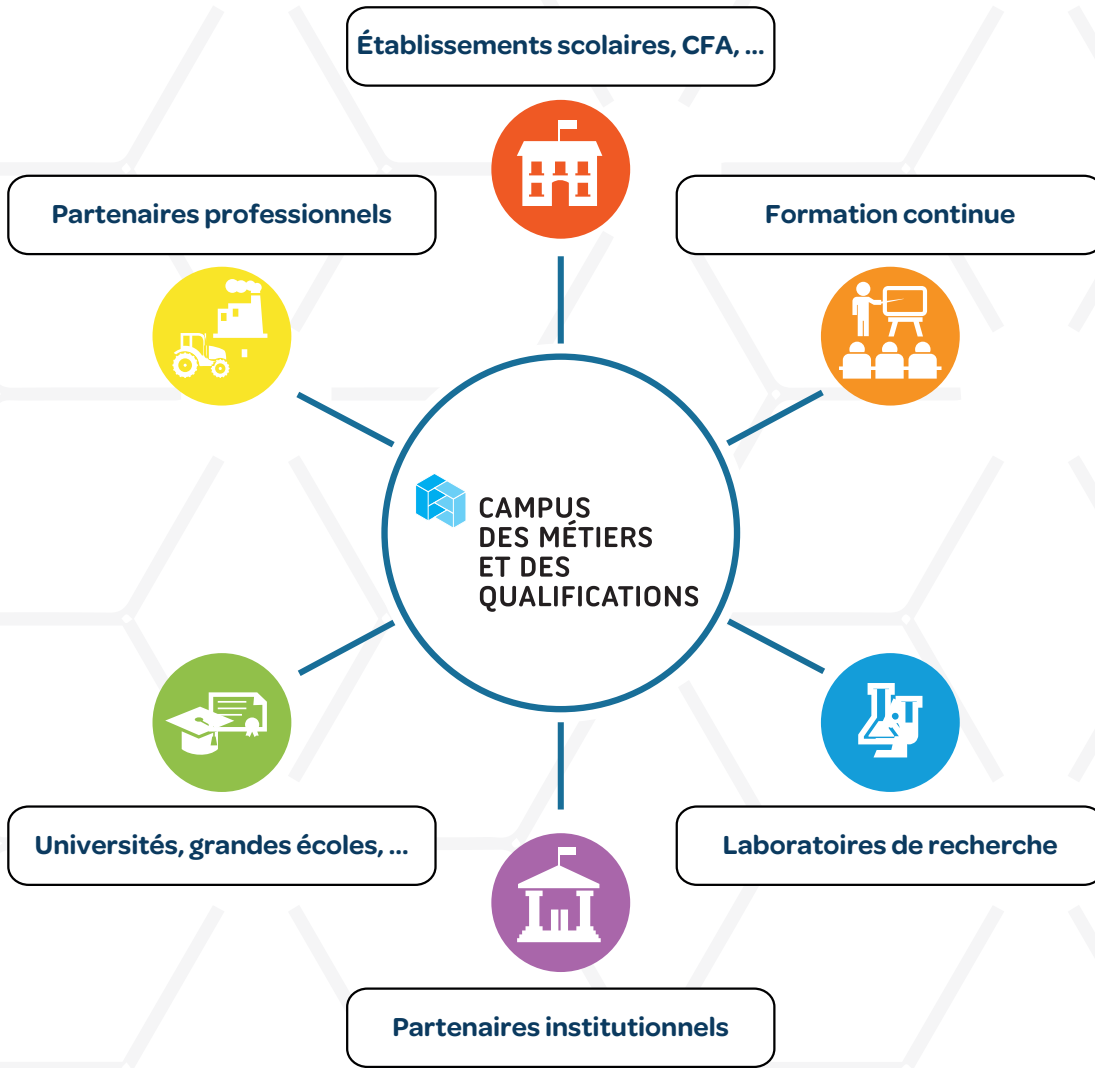 Établissements scolaires, CFA, ...
Partenaires professionnels
Formation continue
CAMPUS
DES MÉTIERS
ET DES
QUALIFICATIONS
Universités, grandes écoles, ...
Laboratoires de recherche
Partenaires institutionnels